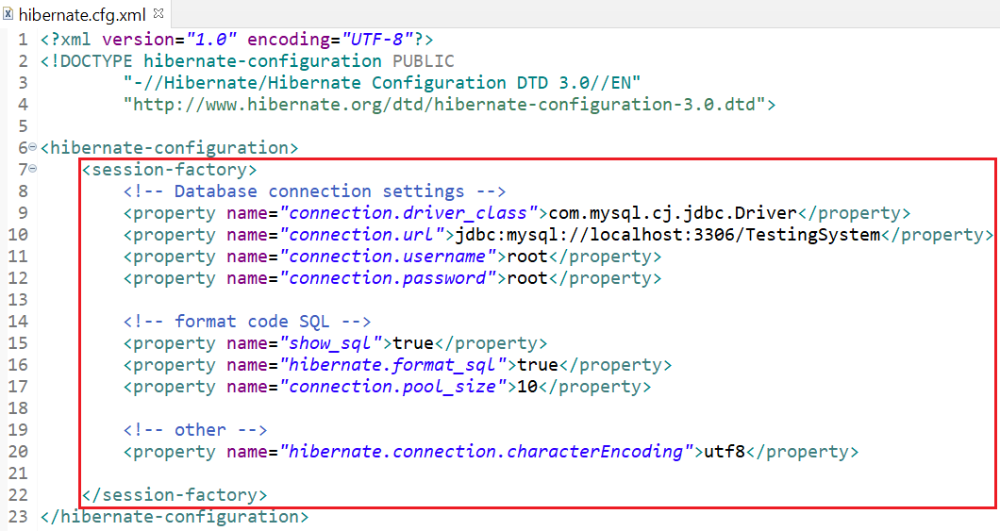 hibernate.cfg.xml
1 <?xml version="1.0" encoding="UTF-8"?>
2 <!DOCTYPE hibernate-configuration PUBLIC
3         "-//Hibernate/Hibernate Configuration DTD 3.0//EN"
4         "http://www.hibernate.org/dtd/hibernate-configuration-3.0.dtd">
5
6 <hibernate-configuration>
7     <session-factory>
8         <!-- Database connection settings -->
9         <property name="connection.driver_class">com.mysql.cj.jdbc.Driver</property>
10         <property name="connection.url">jdbc:mysql://localhost:3306/TestingSystem</property>
11         <property name="connection.username">root</property>
12         <property name="connection.password">root</property>
13
14         <!-- format code SQL -->
15         <property name="show_sql">true</property>
16         <property name="hibernate.format_sql">true</property>
17         <property name="connection.pool_size">10</property>
18
19         <!-- other -->
20         <property name="hibernate.connection.characterEncoding">utf8</property>
21
22     </session-factory>
23 </hibernate-configuration>